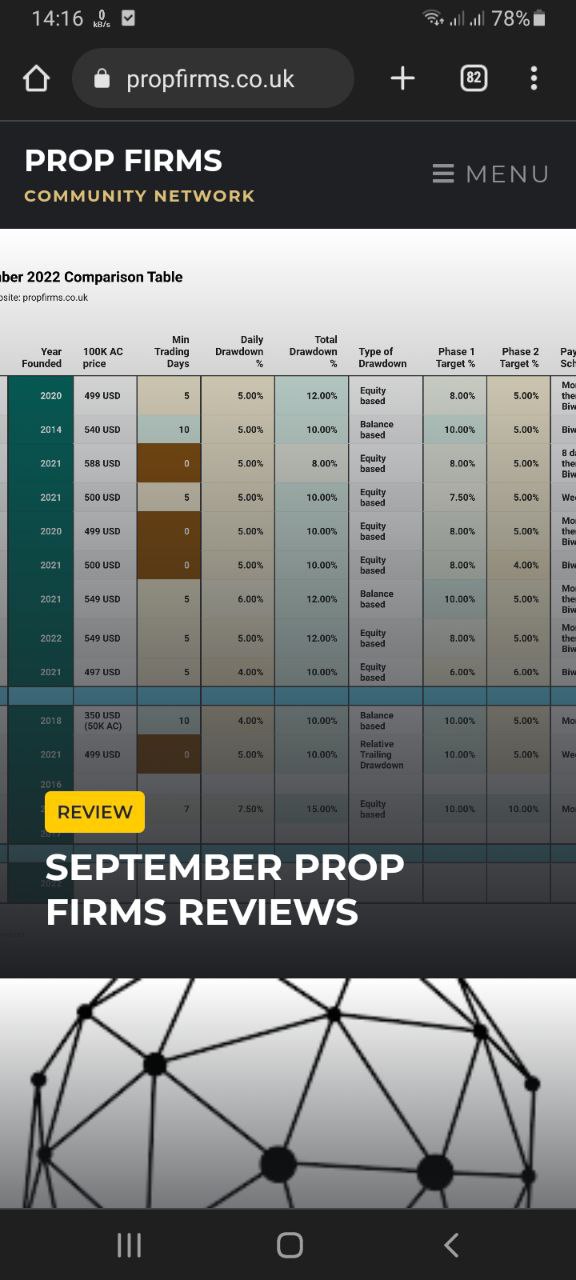 14:16 0 kB/s 78%
propfirms.co.uk 82
PROP FIRMS
COMMUNITY NETWORK
MENU
ber 2022 Comparison Table
site: propfirms.co.uk
Year Founded 100K AC price Min Trading Days Daily Drawdown % Total Drawdown % Type of Drawdown Phase 1 Target % Phase 2 Target % Pay Sch
2020 499 USD 5 5.00% 12.00% Equity based 8.00% 5.00% Mo the Biw
2014 540 USD 10 5.00% 10.00% Balance based 10.00% 5.00% Biw
2021 588 USD 0 5.00% 8.00% Equity based 8.00% 5.00% 8 da the Biw
2021 500 USD 5 5.00% 10.00% Equity based 7.50% 5.00% We
2020 499 USD 0 5.00% 10.00% Equity based 8.00% 5.00% Mo the Biw
2021 500 USD 0 5.00% 10.00% Equity based 8.00% 4.00% Biw
2021 549 USD 5 6.00% 12.00% Balance based 10.00% 5.00% Mo the Biw
2022 549 USD 5 5.00% 12.00% Equity based 8.00% 5.00% Mo the Biw
2021 497 USD 5 4.00% 10.00% Equity based 6.00% 6.00% Biw
2018 350 USD (50K AC) 10 4.00% 10.00% Balance based 10.00% 5.00% Mo
2021 499 USD 0 5.00% 10.00% Relative Trailing Drawdown 10.00% 5.00% We
2016
7 7.50% 15.00% Equity based 10.00% 10.00% Mo
REVIEW
2022
SEPTEMBER PROP
FIRMS REVIEWS